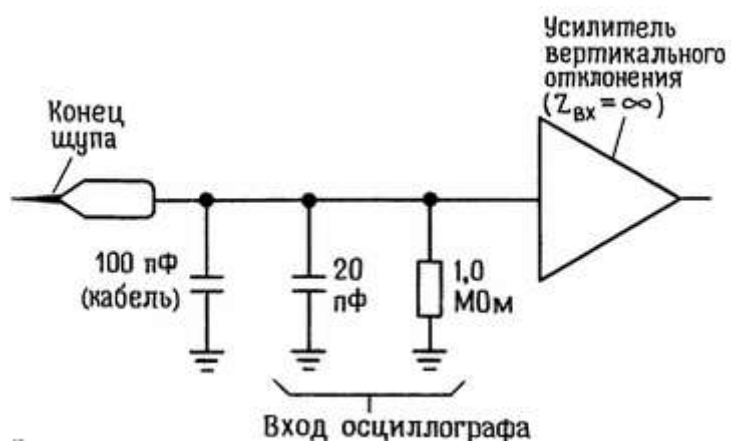 Усилитель
вертикального
отклонения
(Zвх = ∞)
Конец
щупа
100 пФ
(кабель)
20
пФ
1,0
МОм
Вход осциллографа